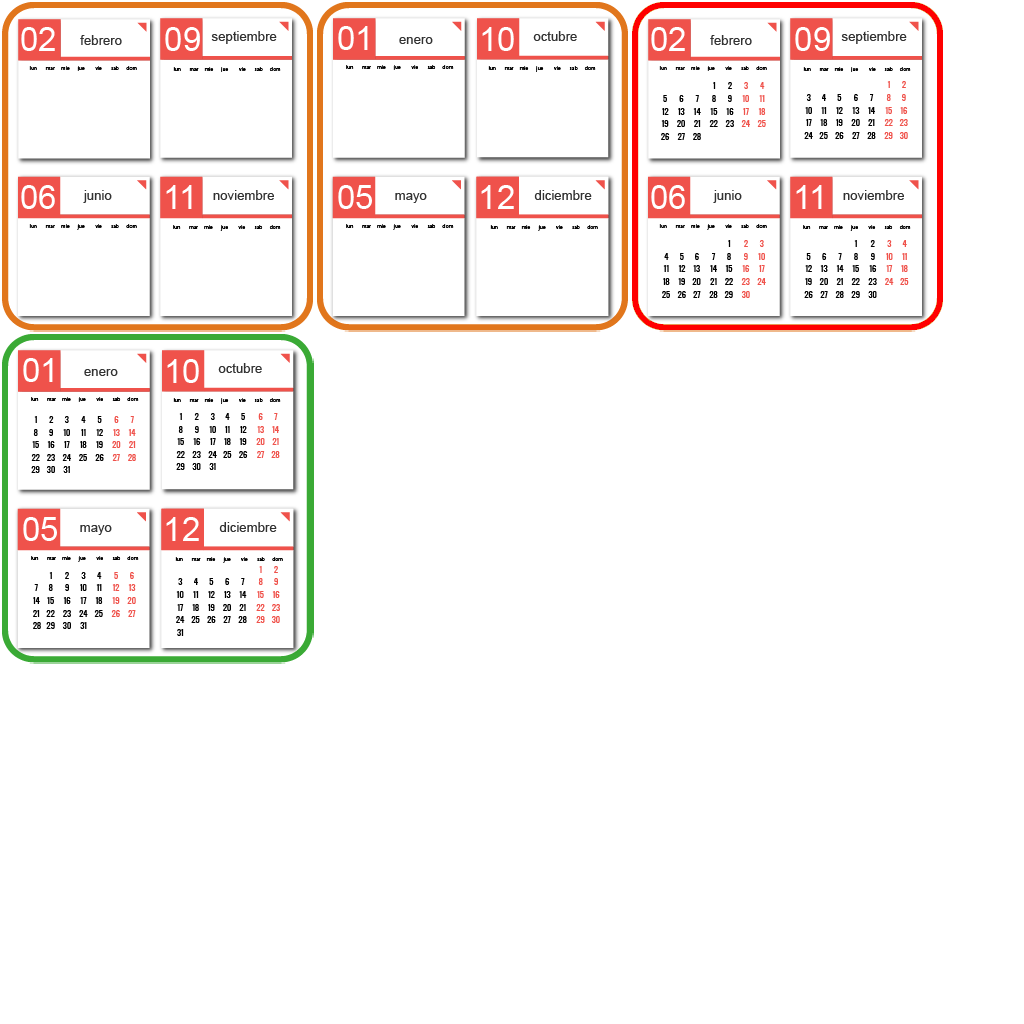 02 febrero
lun mar mie jue vie sab dom
09 septiembre
lun mar mie jue vie sab dom
06 junio
lun mar mie jue vie sab dom
11 noviembre
lun mar mie jue vie sab dom
01 enero
lun mar mie jue vie sab dom
10 octubre
lun mar mie jue vie sab dom
05 mayo
lun mar mie jue vie sab dom
12 diciembre
lun mar mie jue vie sab dom
02 febrero
lun mar mie jue vie sab dom
1 2 3 4
5 6 7 8 9 10 11
12 13 14 15 16 17 18
19 20 21 22 23 24 25
26 27 28
09 septiembre
lun mar mie jue vie sab dom
1 2
3 4 5 6 7 8 9
10 11 12 13 14 15 16
17 18 19 20 21 22 23
24 25 26 27 28 29 30
06 junio
lun mar mie jue vie sab dom
1 2 3
4 5 6 7 8 9 10
11 12 13 14 15 16 17
18 19 20 21 22 23 24
25 26 27 28 29 30
11 noviembre
lun mar mie jue vie sab dom
1 2 3 4
5 6 7 8 9 10 11
12 13 14 15 16 17 18
19 20 21 22 23 24 25
26 27 28 29 30
01 enero
lun mar mie jue vie sab dom
1 2 3 4 5 6 7
8 9 10 11 12 13 14
15 16 17 18 19 20 21
22 23 24 25 26 27 28
29 30 31
10 octubre
lun mar mie jue vie sab dom
1 2 3 4 5 6 7
8 9 10 11 12 13 14
15 16 17 18 19 20 21
22 23 24 25 26 27 28
29 30 31
05 mayo
lun mar mie jue vie sab dom
1 2 3 4 5 6
7 8 9 10 11 12 13
14 15 16 17 18 19 20
21 22 23 24 25 26 27
28 29 30 31
12 diciembre
lun mar mie jue vie sab dom
1 2
3 4 5 6 7 8 9
10 11 12 13 14 15 16
17 18 19 20 21 22 23
24 25 26 27 28 29 30
31